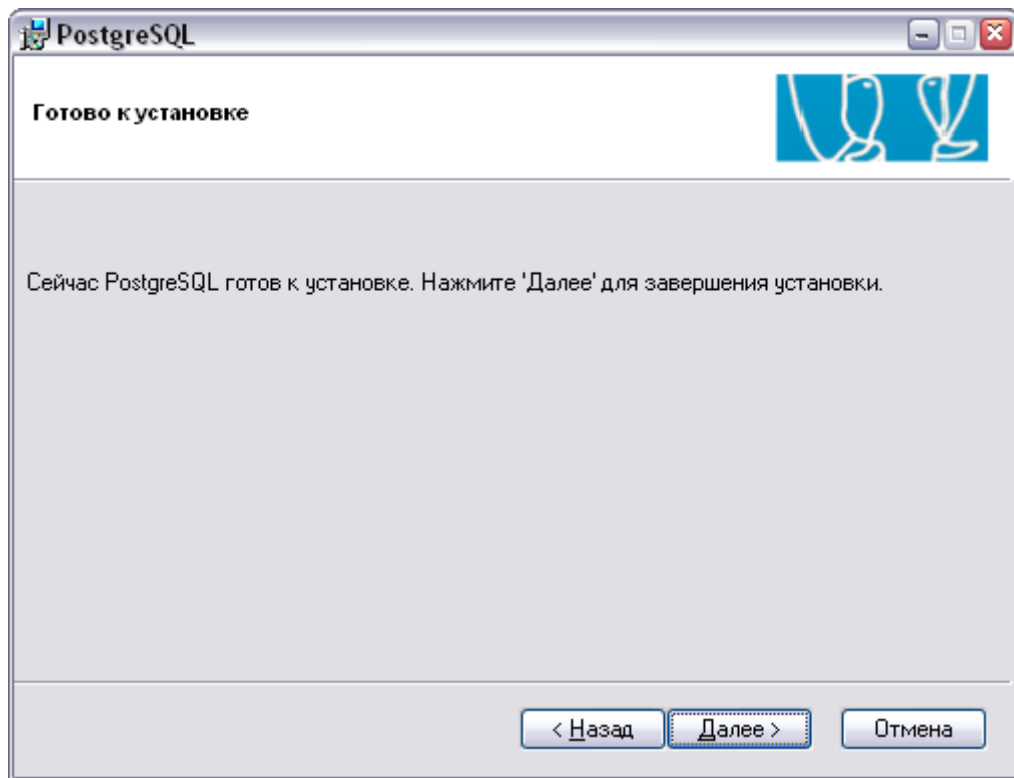 PostgreSQL
Готово к установке
Сейчас PostgreSQL готов к установке. Нажмите 'Далее' для завершения установки.
< Назад
Далее >
Отмена